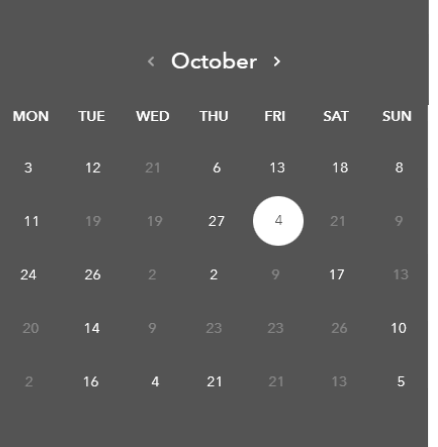 ‹ October ›
MON TUE WED THU FRI SAT SUN
3 12 21 6 13 18 8
11 19 19 27 4 21 9
24 26 2 2 9 17 13
20 14 9 23 23 26 10
2 16 4 21 21 13 5